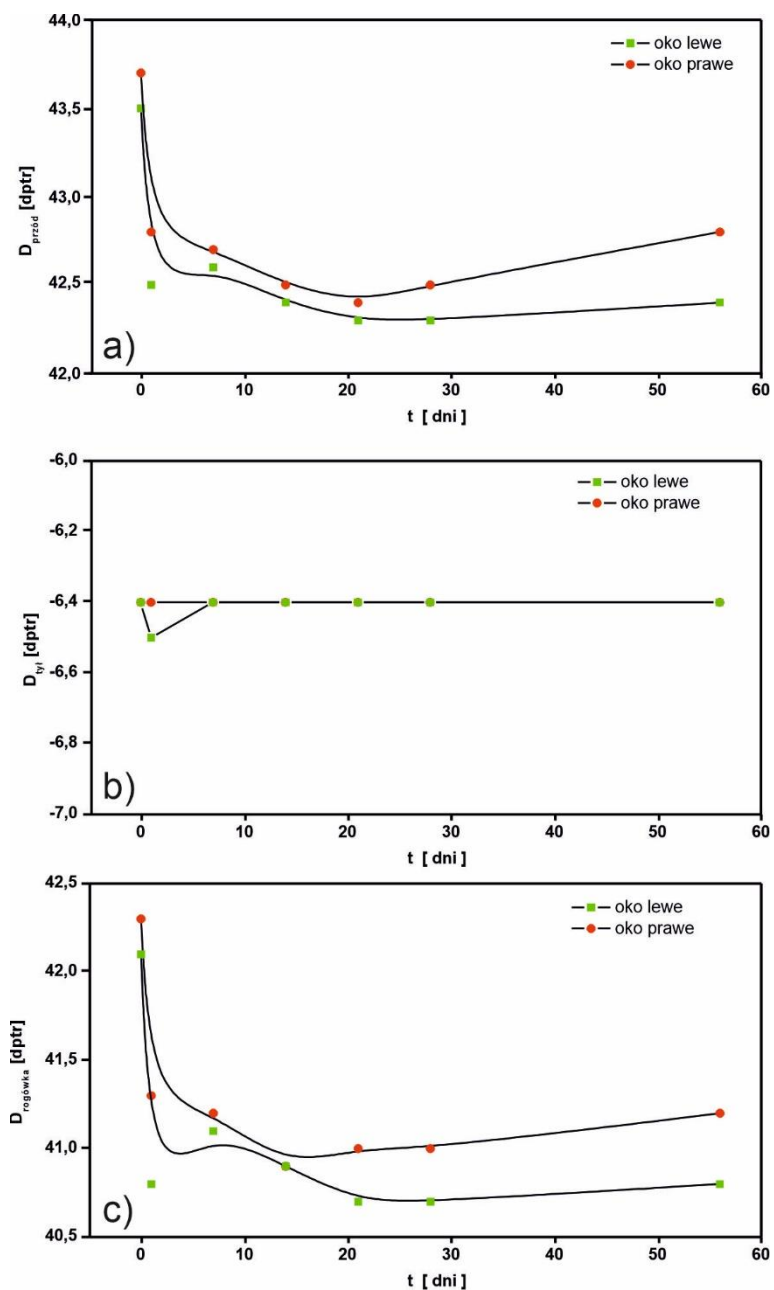 44,0
43,5
43,0
42,5
42,0
D przód [dptr]
oko lewe
oko prawe
a)
0 10 20 30 40 50 60
t [ dni ]
-6,0
-6,2
-6,4
-6,6
-6,8
-7,0
D tył [dptr]
oko lewe
oko prawe
b)
0 10 20 30 40 50 60
t [ dni ]
42,5
42,0
41,5
41,0
40,5
D rogówka [dptr]
oko lewe
oko prawe
c)
0 10 20 30 40 50 60
t [ dni ]